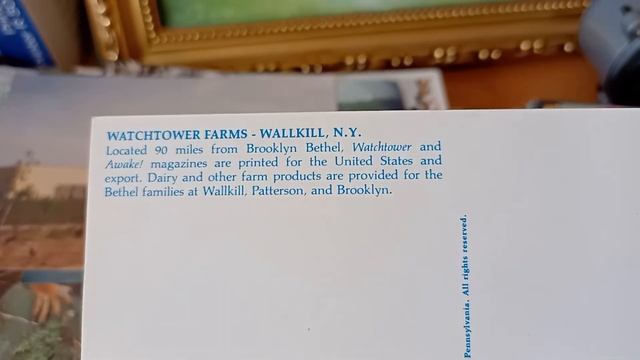 WATCHTOWER FARMS - WALLKILL, N.Y.
Located 90 miles from Brooklyn Bethel, Watchtower and
Awake! magazines are printed for the United States and
export. Dairy and other farm products are provided for the
Bethel families at Wallkill, Patterson, and Brooklyn.
Pennsylvania. All rights reserved.